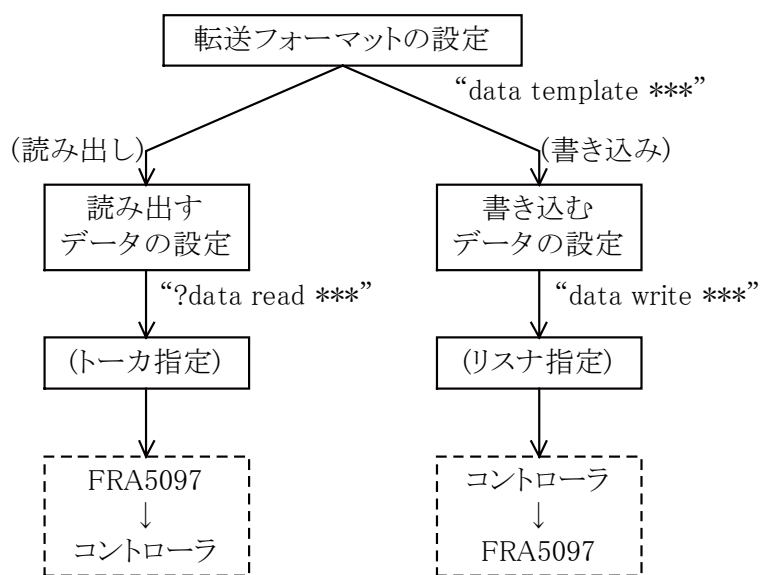 転送フォーマットの設定
“data template ***”
(読み出し)
(書き込み)
読み出す
データの設定
書き込む
データの設定
“?data read ***”
“data write ***”
(トーカ指定)
(リスナ指定)
FRA5097
↓
コントローラ
コントローラ
↓
FRA5097